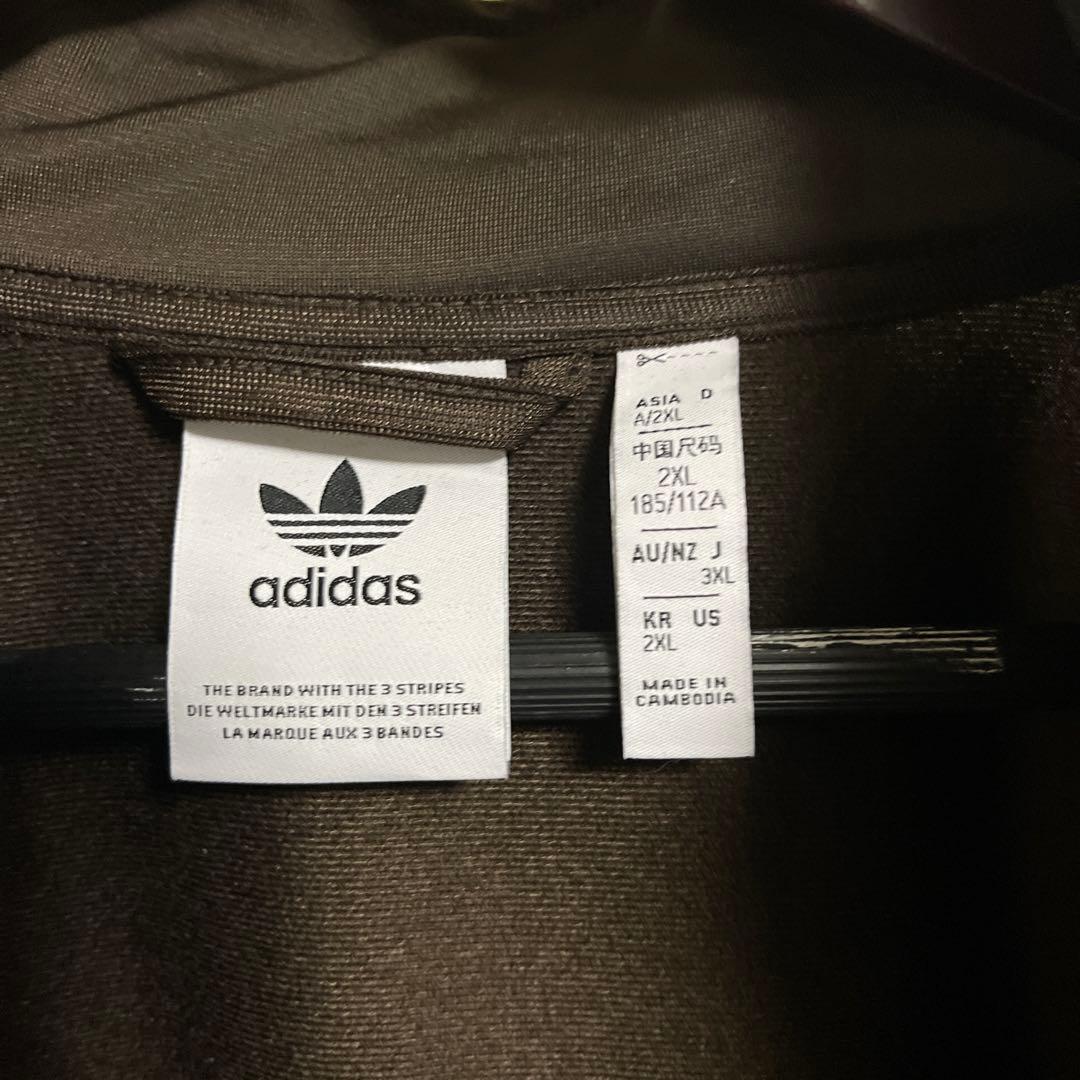 adidas
THE BRAND WITH THE 3 STRIPES
DIE WELTMARKE MIT DEN 3 STREIFEN
LA MARQUE AUX 3 BANDES
ASIA D
A/2XL
中国尺码
2XL
185/112A
AU/NZ J
3XL
KR US
2XL
MADE IN
CAMBODIA